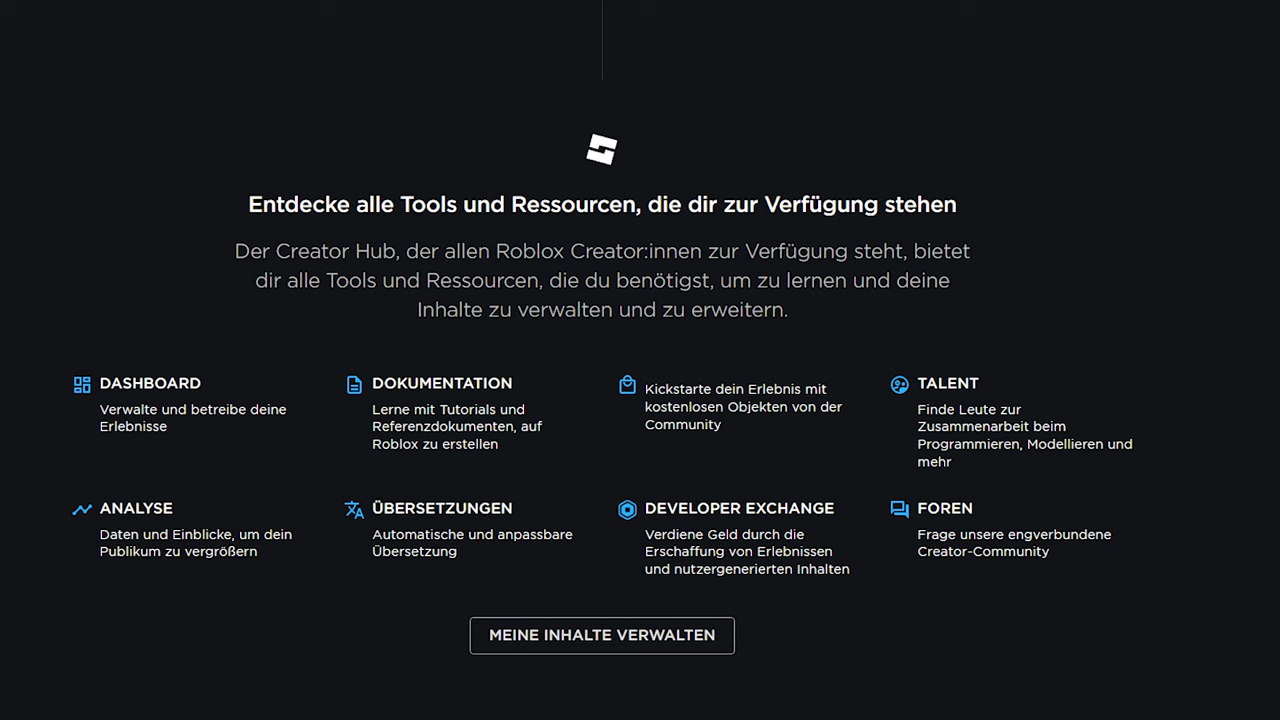 Entdecke alle Tools und Ressourcen, die dir zur Verfügung stehen
Der Creator Hub, der allen Roblox Creator:innen zur Verfügung steht, bietet
dir alle Tools und Ressourcen, die du benötigst, um zu lernen und deine
Inhalte zu verwalten und zu erweitern.
DASHBOARD
Verwalte und betreibe deine
Erlebnisse
DOKUMENTATION
Lerne mit Tutorials und
Referenzdokumenten, auf
Roblox zu erstellen
Kickstarte dein Erlebnis mit
kostenlosen Objekten von der
Community
TALENT
Finde Leute zur
Zusammenarbeit beim
Programmieren, Modellieren und
mehr
ANALYSE
Daten und Einblicke, um dein
Publikum zu vergrößern
ÜBERSETZUNGEN
Automatische und anpassbare
Übersetzung
DEVELOPER EXCHANGE
Verdiene Geld durch die
Erschaffung von Erlebnissen
und nutzergenerierten Inhalten
FOREN
Frage unsere engverbundene
Creator-Community
MEINE INHALTE VERWALTEN